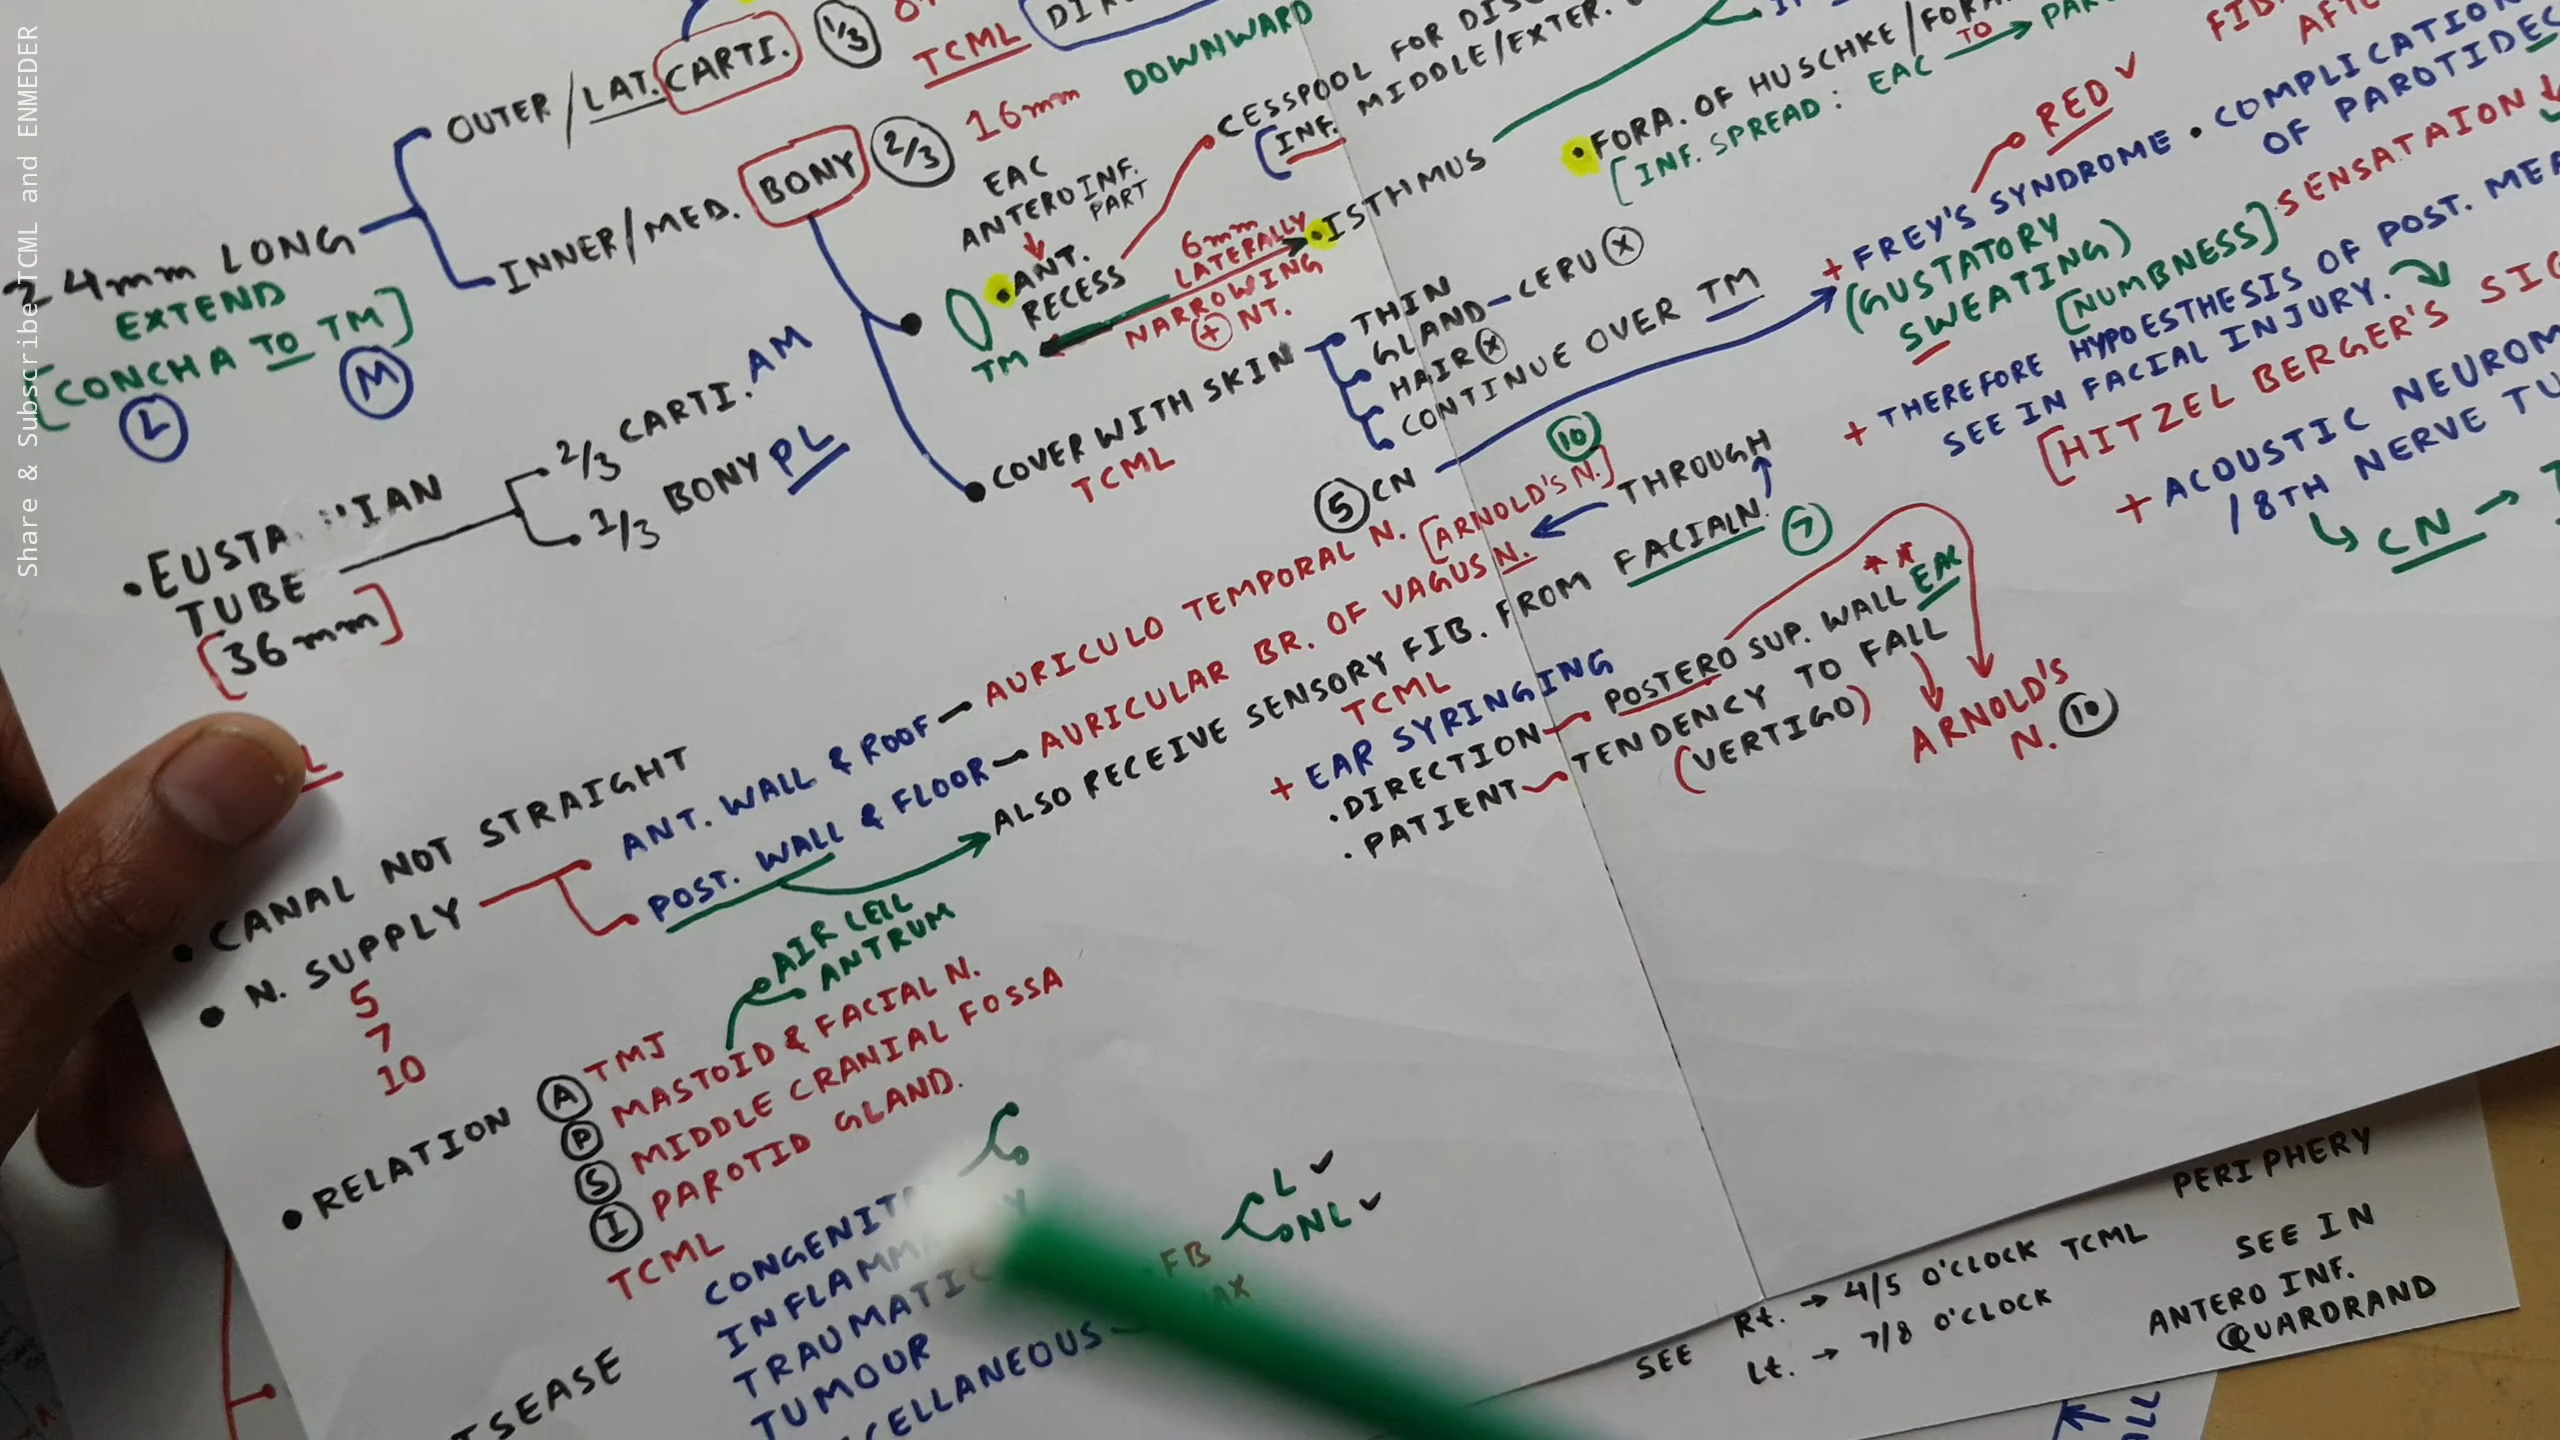 Share & Subscribe TCML and ENMEDER
OUTER / LAT. CARTI. 1/3
TCML
DOWNWARD
INNER/MED. BONY 2/3 16mm
24mm LONG
EXTEND
[CONCHA TO TM]
L M
EAC
ANTERO INF.
PART
• ANT.
RECESS
TM
CESSPOOL FOR
[INF. MIDDLE/EXTER.
6mm
LATERALLY
NARROWING
+ NT.
• ISTHMUS
• FORA. OF HUSCHKE/
[INF. SPREAD: EAC TO
COVER WITH SKIN
TCML
THIN
GLAND-CERU X
HAIR X
CONTINUE OVER TM
• EUSTA IAN
TUBE
[36mm]
2/3 CARTI. AM
1/3 BONY PL
RED
+ FREY'S SYNDROME • COMPLICATION
OF PAROTIDEC
(GUSTATORY
SWEATING)
[NUMBNESS] SENSATAION ↓
+ THEREFORE HYPOESTHESIS OF POST. MEA
SEE IN FACIAL INJURY.
[HITZEL BERGER'S SIG
+ ACOUSTIC NEUROM
/8TH NERVE TU
CN →
• CANAL NOT STRAIGHT
• N. SUPPLY
5
7
10
ANT. WALL & ROOF - AURICULO TEMPORAL N.
5 CN
10
[ARNOLD'S N.]
POST. WALL & FLOOR - AURICULAR BR. OF VAGUS N. ← THROUGH
ALSO RECEIVE SENSORY FIB. FROM FACIAL N. 7
TCML
+ EAR SYRINGING
• DIRECTION POSTERO SUP. WALL EAC
• PATIENT TENDENCY TO FALL
(VERTIGO)
ARNOLD'S
N. 10
AIR CELL
ANTRUM
• RELATION A TMJ
P MASTOID & FACIAL N.
S MIDDLE CRANIAL FOSSA
I PAROTID GLAND.
TCML
CONGENIT
INFLAMM
TRAUMATIC
TUMOUR
CELLANEOUS
FB L ✓
NL ✓
AX
ISEASE
SEE Rt. → 4/5 O'CLOCK TCML
Lt. → 7/8 O'CLOCK
PERIPHERY
SEE IN
ANTERO INF.
QUARDRAND